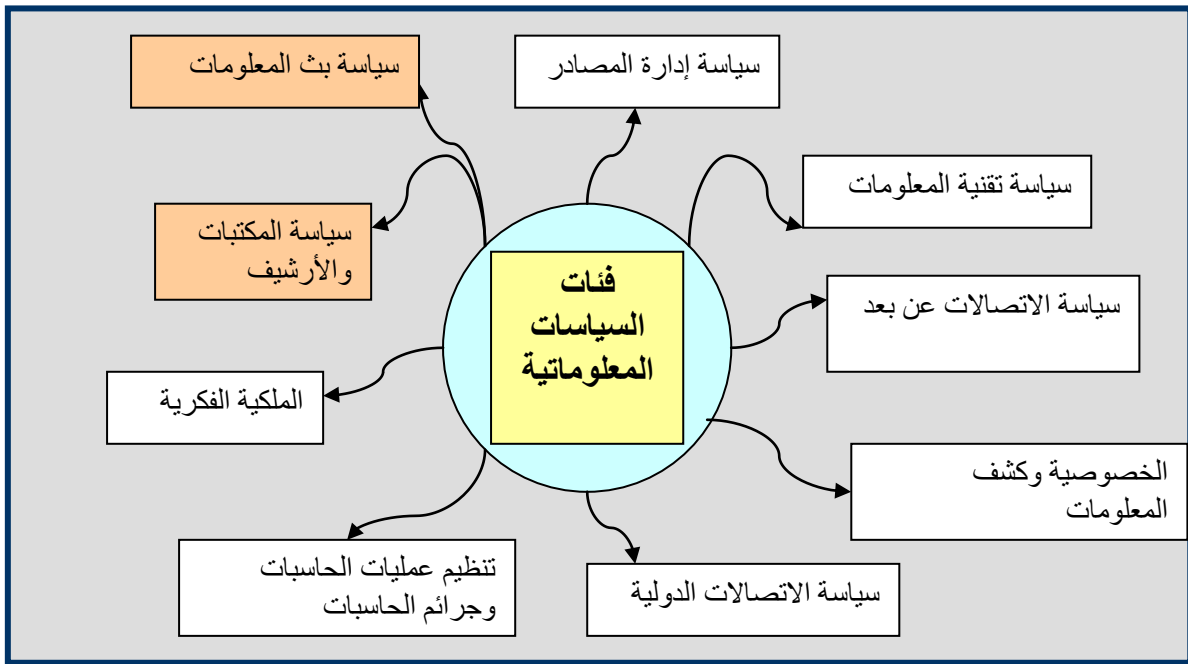 سياسة إدارة المصادر
سياسة بث المعلومات
سياسة تقنية المعلومات
سياسة المكتبات
والأرشيف
فئات
السياسات
المعلوماتية
سياسة الاتصالات عن بعد
الملكية الفكرية
الخصوصية وكشف
المعلومات
سياسة الاتصالات الدولية
تنظيم عمليات الحاسبات
وجرائم الحاسبات